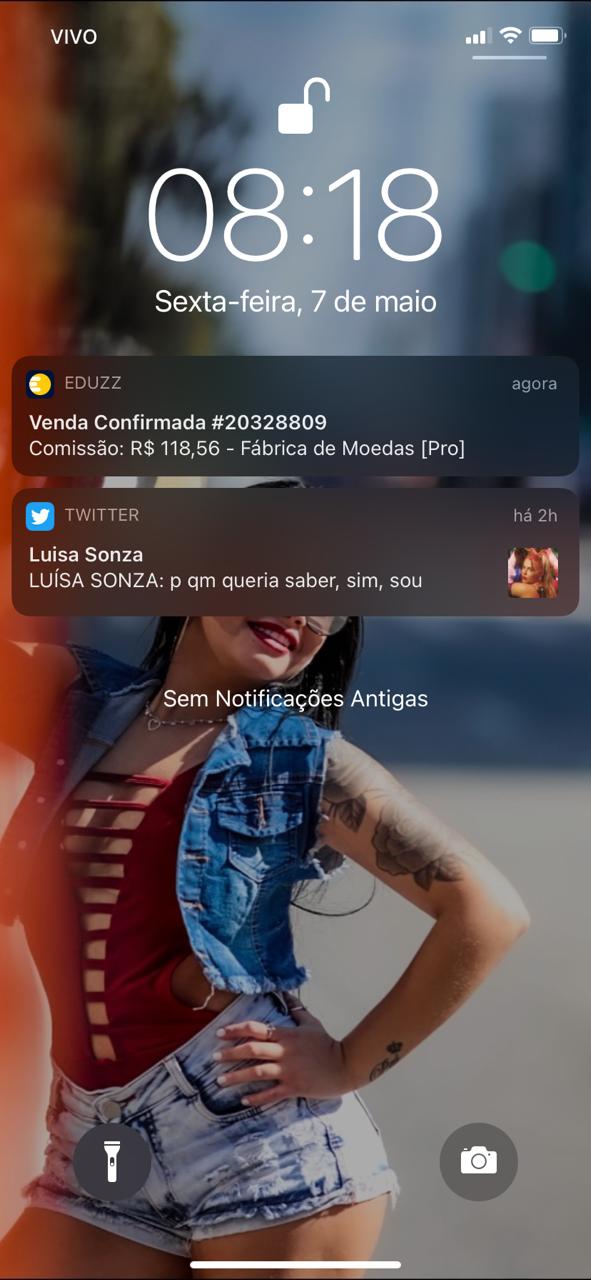 VIVO
08:18
Sexta-feira, 7 de maio
EDUZZ
agora
Venda Confirmada #20328809
Comissão: R$ 118,56 - Fábrica de Moedas [Pro]
TWITTER
há 2h
Luisa Sonza
LUÍSA SONZA: p qm queria saber, sim, sou
Sem Notificações Antigas